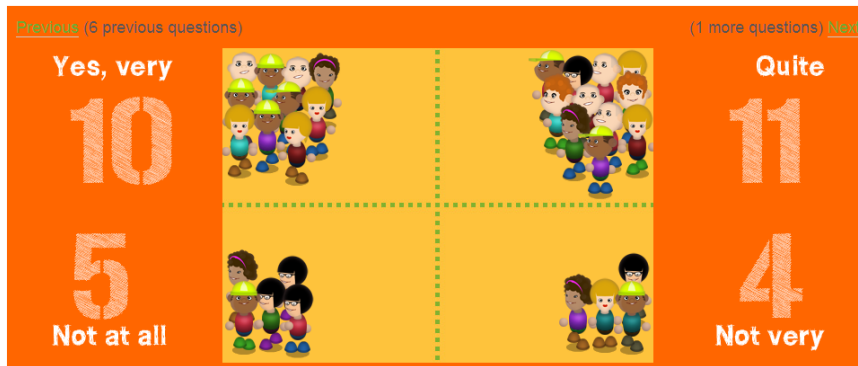 Previous (6 previous questions)
(1 more questions) Next
Yes, very
Quite
10
11
5
4
Not at all
Not very